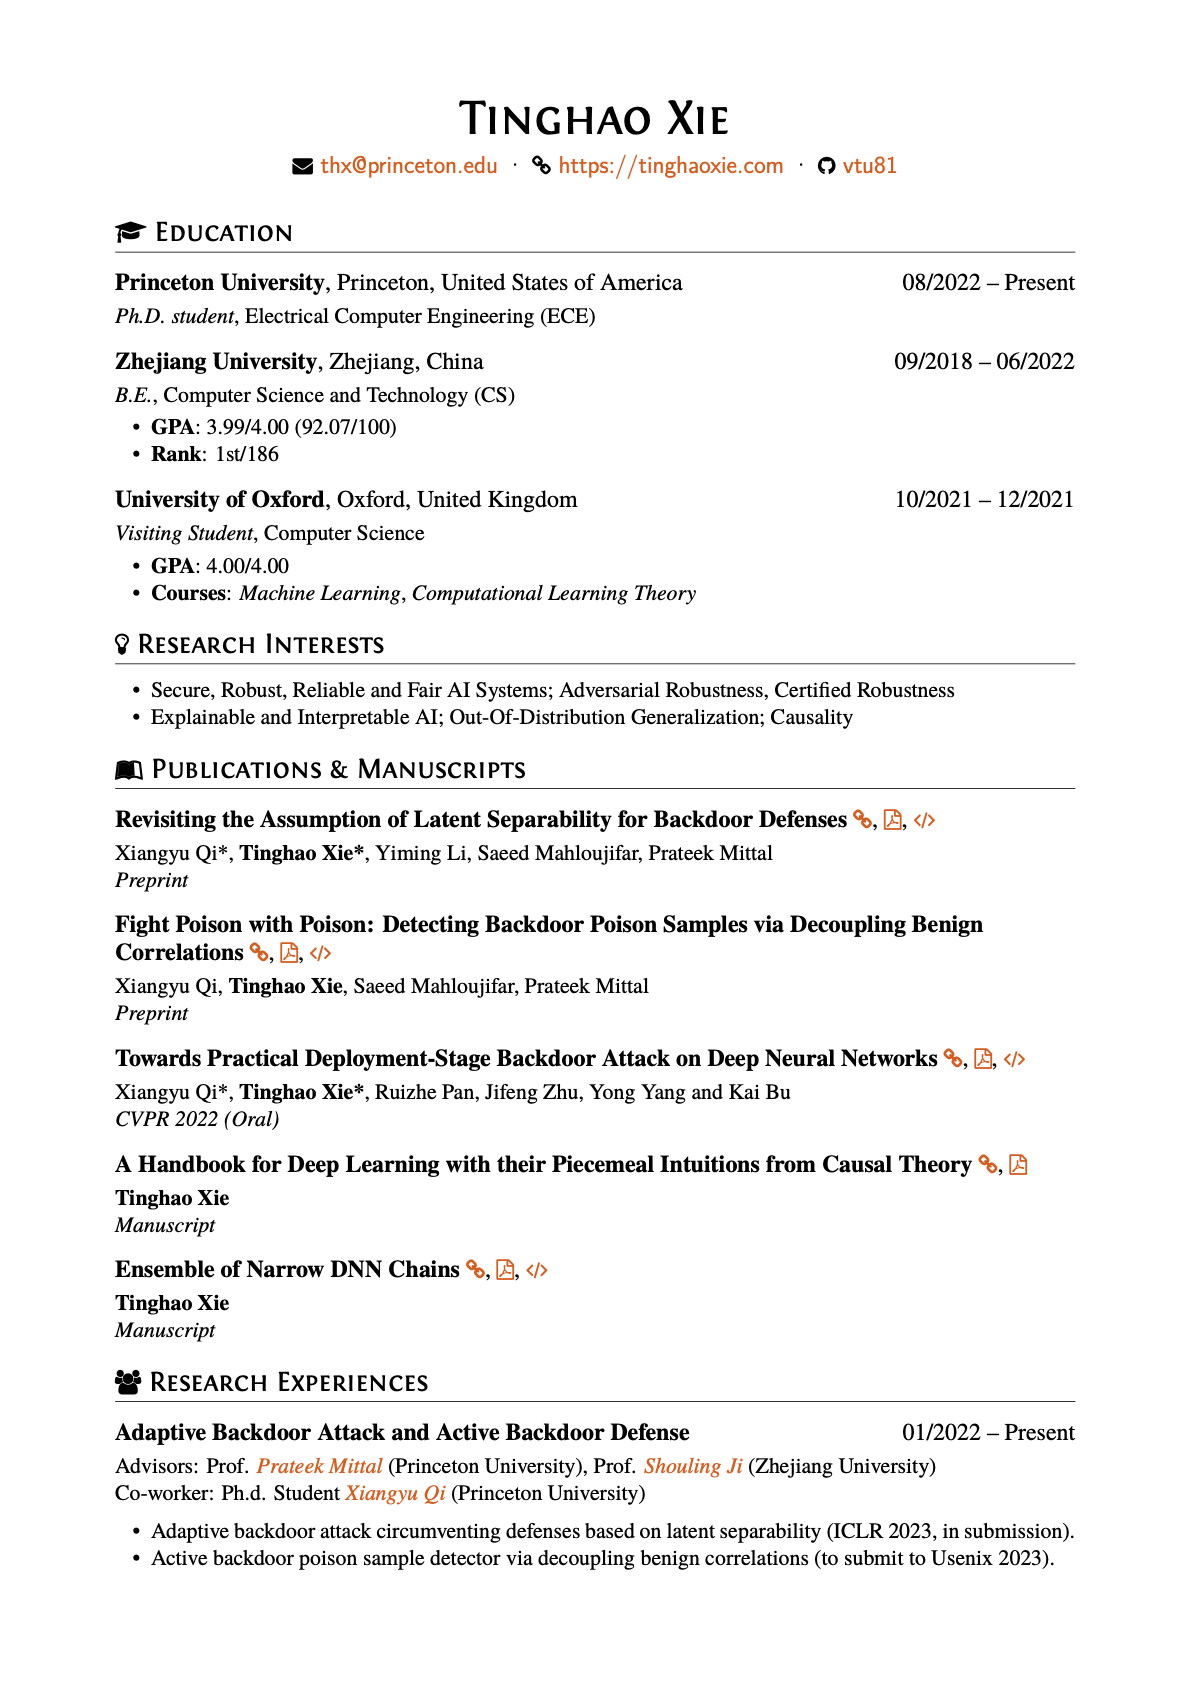 Tinghao Xie
thx@princeton.edu · https://tinghaoxie.com · vtu81
Education
Princeton University, Princeton, United States of America 08/2022 – Present
Ph.D. student, Electrical Computer Engineering (ECE)
Zhejiang University, Zhejiang, China 09/2018 – 06/2022
B.E., Computer Science and Technology (CS)
• GPA: 3.99/4.00 (92.07/100)
• Rank: 1st/186
University of Oxford, Oxford, United Kingdom 10/2021 – 12/2021
Visiting Student, Computer Science
• GPA: 4.00/4.00
• Courses: Machine Learning, Computational Learning Theory
Research Interests
• Secure, Robust, Reliable and Fair AI Systems; Adversarial Robustness, Certified Robustness
• Explainable and Interpretable AI; Out-Of-Distribution Generalization; Causality
Publications & Manuscripts
Revisiting the Assumption of Latent Separability for Backdoor Defenses , , </>
Xiangyu Qi*, Tinghao Xie*, Yiming Li, Saeed Mahloujifar, Prateek Mittal
Preprint
Fight Poison with Poison: Detecting Backdoor Poison Samples via Decoupling Benign
Correlations , , </>
Xiangyu Qi, Tinghao Xie, Saeed Mahloujifar, Prateek Mittal
Preprint
Towards Practical Deployment-Stage Backdoor Attack on Deep Neural Networks , , </>
Xiangyu Qi*, Tinghao Xie*, Ruizhe Pan, Jifeng Zhu, Yong Yang and Kai Bu
CVPR 2022 (Oral)
A Handbook for Deep Learning with their Piecemeal Intuitions from Causal Theory ,
Tinghao Xie
Manuscript
Ensemble of Narrow DNN Chains , , </>
Tinghao Xie
Manuscript
Research Experiences
Adaptive Backdoor Attack and Active Backdoor Defense 01/2022 – Present
Advisors: Prof. Prateek Mittal (Princeton University), Prof. Shouling Ji (Zhejiang University)
Co-worker: Ph.d. Student Xiangyu Qi (Princeton University)
• Adaptive backdoor attack circumventing defenses based on latent separability (ICLR 2023, in submission).
• Active backdoor poison sample detector via decoupling benign correlations (to submit to Usenix 2023).